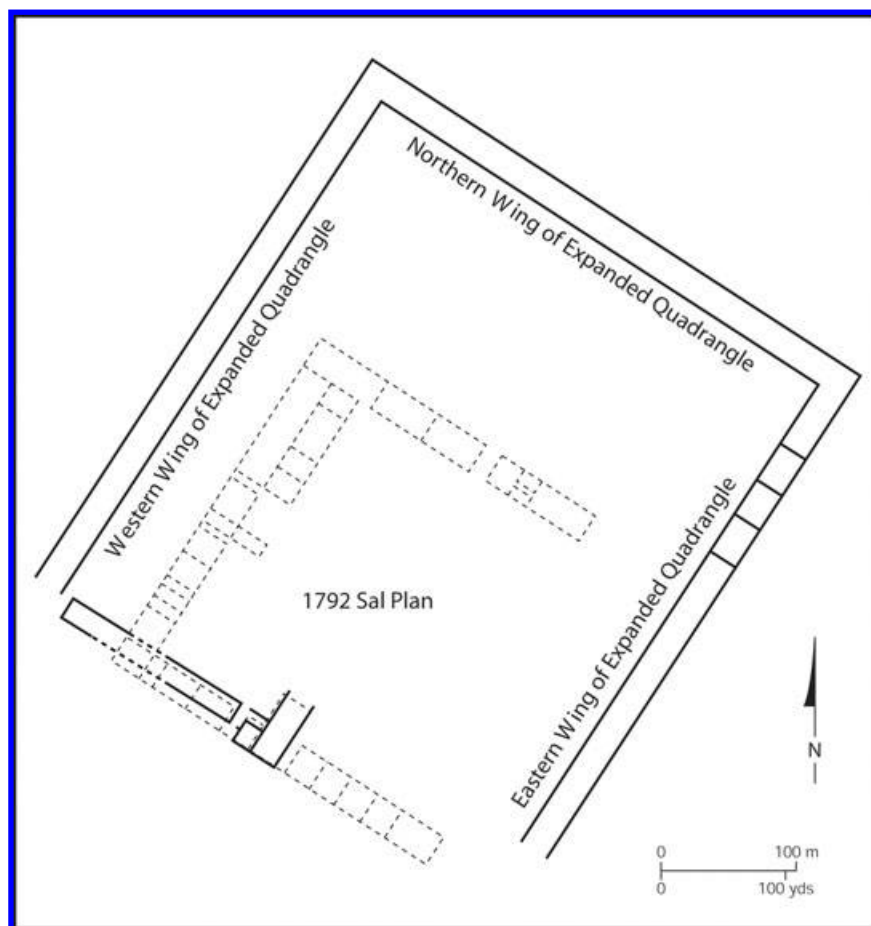 Northern Wing of Expanded Quadrangle
Western Wing of Expanded Quadrangle
Eastern Wing of Expanded Quadrangle
1792 Sal Plan
N
0 100 m
0 100 yds